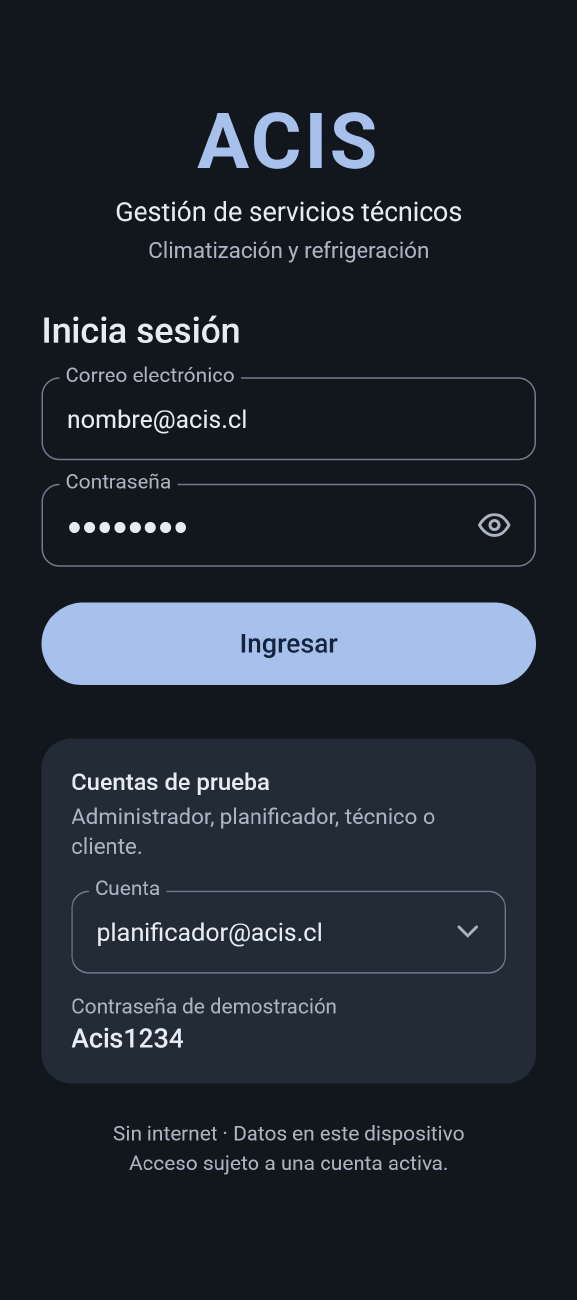 ACIS
Gestión de servicios técnicos
Climatización y refrigeración
Inicia sesión
Correo electrónico
nombre@acis.cl
Contraseña
••••••••
Ingresar
Cuentas de prueba
Administrador, planificador, técnico o
cliente.
Cuenta
planificador@acis.cl
Contraseña de demostración
Acis1234
Sin internet · Datos en este dispositivo
Acceso sujeto a una cuenta activa.